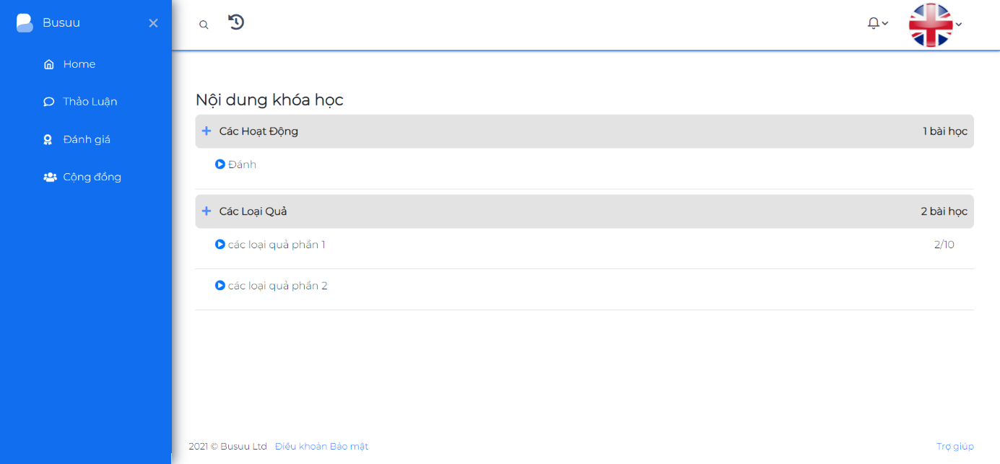 Busuu
Home
Thảo Luận
Đánh giá
Cộng đồng
Nội dung khóa học
Các Hoạt Động 1 bài học
Đánh
Các Loại Quả 2 bài học
các loại quả phần 1 2/10
các loại quả phần 2
2021 © Busuu Ltd Điều khoản Bảo mật Trợ giúp